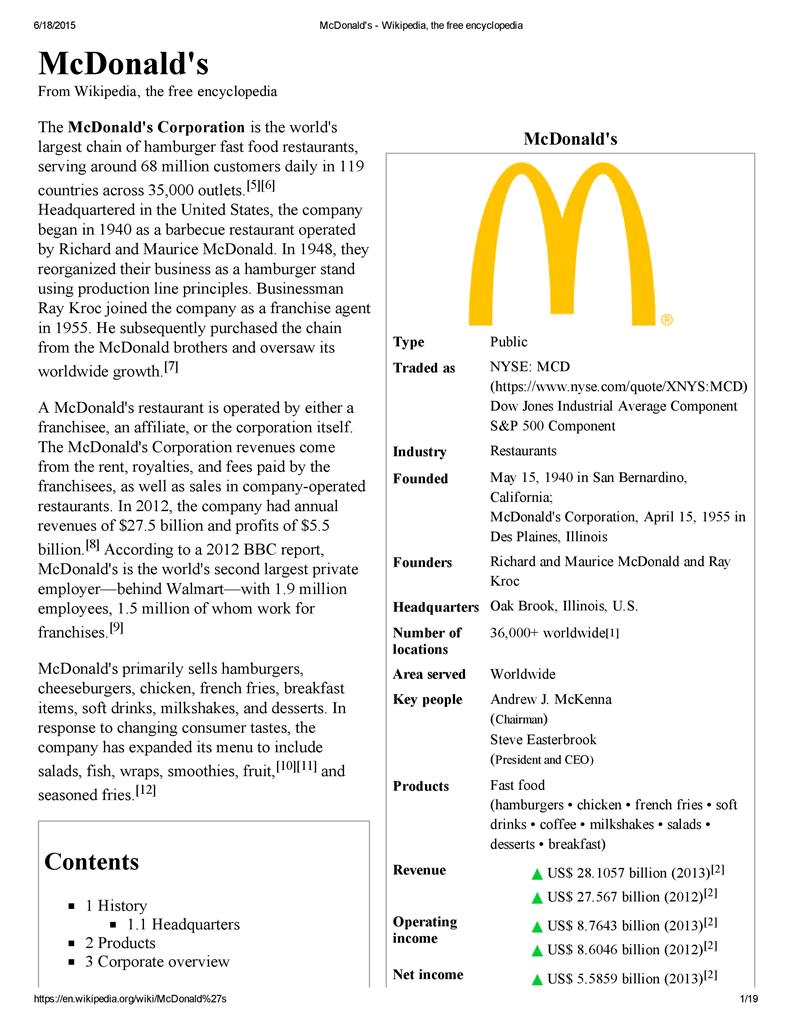 6/18/2015
McDonald's - Wikipedia, the free encyclopedia
McDonald's
From Wikipedia, the free encyclopedia
The McDonald's Corporation is the world's
largest chain of hamburger fast food restaurants,
serving around 68 million customers daily in 119
countries across 35,000 outlets.[5][6]
Headquartered in the United States, the company
began in 1940 as a barbecue restaurant operated
by Richard and Maurice McDonald. In 1948, they
reorganized their business as a hamburger stand
using production line principles. Businessman
Ray Kroc joined the company as a franchise agent
in 1955. He subsequently purchased the chain
from the McDonald brothers and oversaw its
worldwide growth.[7]
A McDonald's restaurant is operated by either a
franchisee, an affiliate, or the corporation itself.
The McDonald's Corporation revenues come
from the rent, royalties, and fees paid by the
franchisees, as well as sales in company-operated
restaurants. In 2012, the company had annual
revenues of $27.5 billion and profits of $5.5
billion.[8] According to a 2012 BBC report,
McDonald's is the world's second largest private
employer—behind Walmart—with 1.9 million
employees, 1.5 million of whom work for
franchises.[9]
McDonald's primarily sells hamburgers,
cheeseburgers, chicken, french fries, breakfast
items, soft drinks, milkshakes, and desserts. In
response to changing consumer tastes, the
company has expanded its menu to include
salads, fish, wraps, smoothies, fruit,[10][11] and
seasoned fries.[12]
Contents
1 History
1.1 Headquarters
2 Products
3 Corporate overview
McDonald's
®
Type Public
Traded as NYSE: MCD
(https://www.nyse.com/quote/XNYS:MCD)
Dow Jones Industrial Average Component
S&P 500 Component
Industry Restaurants
Founded May 15, 1940 in San Bernardino,
California;
McDonald's Corporation, April 15, 1955 in
Des Plaines, Illinois
Founders Richard and Maurice McDonald and Ray
Kroc
Headquarters Oak Brook, Illinois, U.S.
Number of 36,000+ worldwide[1]
locations
Area served Worldwide
Key people Andrew J. McKenna
(Chairman)
Steve Easterbrook
(President and CEO)
Products Fast food
(hamburgers • chicken • french fries • soft
drinks • coffee • milkshakes • salads •
desserts • breakfast)
Revenue ▲ US$ 28.1057 billion (2013)[2]
▲ US$ 27.567 billion (2012)[2]
Operating ▲ US$ 8.7643 billion (2013)[2]
income
▲ US$ 8.6046 billion (2012)[2]
Net income ▲ US$ 5.5859 billion (2013)[2]
https://en.wikipedia.org/wiki/McDonald%27s
1/19